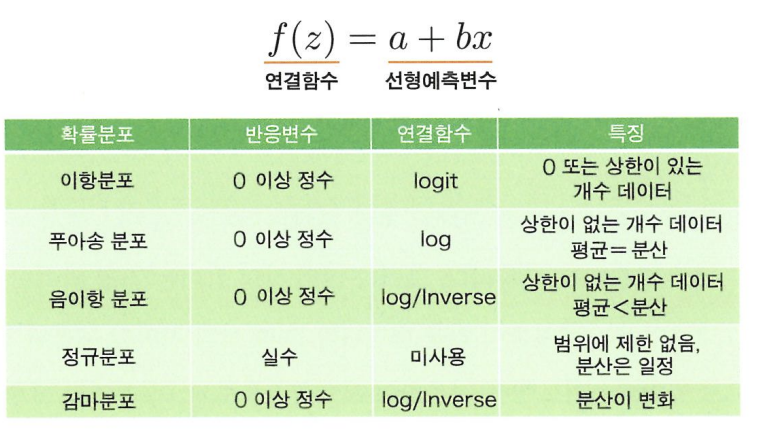 f(z) = a + bx
연결함수 선형예측변수
확률분포 반응변수 연결함수 특징
이항분포 0 이상 정수 logit 0 또는 상한이 있는
개수 데이터
푸아송 분포 0 이상 정수 log 상한이 없는 개수 데이터
평균=분산
음이항 분포 0 이상 정수 log/Inverse 상한이 없는 개수 데이터
평균<분산
정규분포 실수 미사용 범위에 제한 없음,
분산은 일정
감마분포 0 이상 정수 log/Inverse 분산이 변화